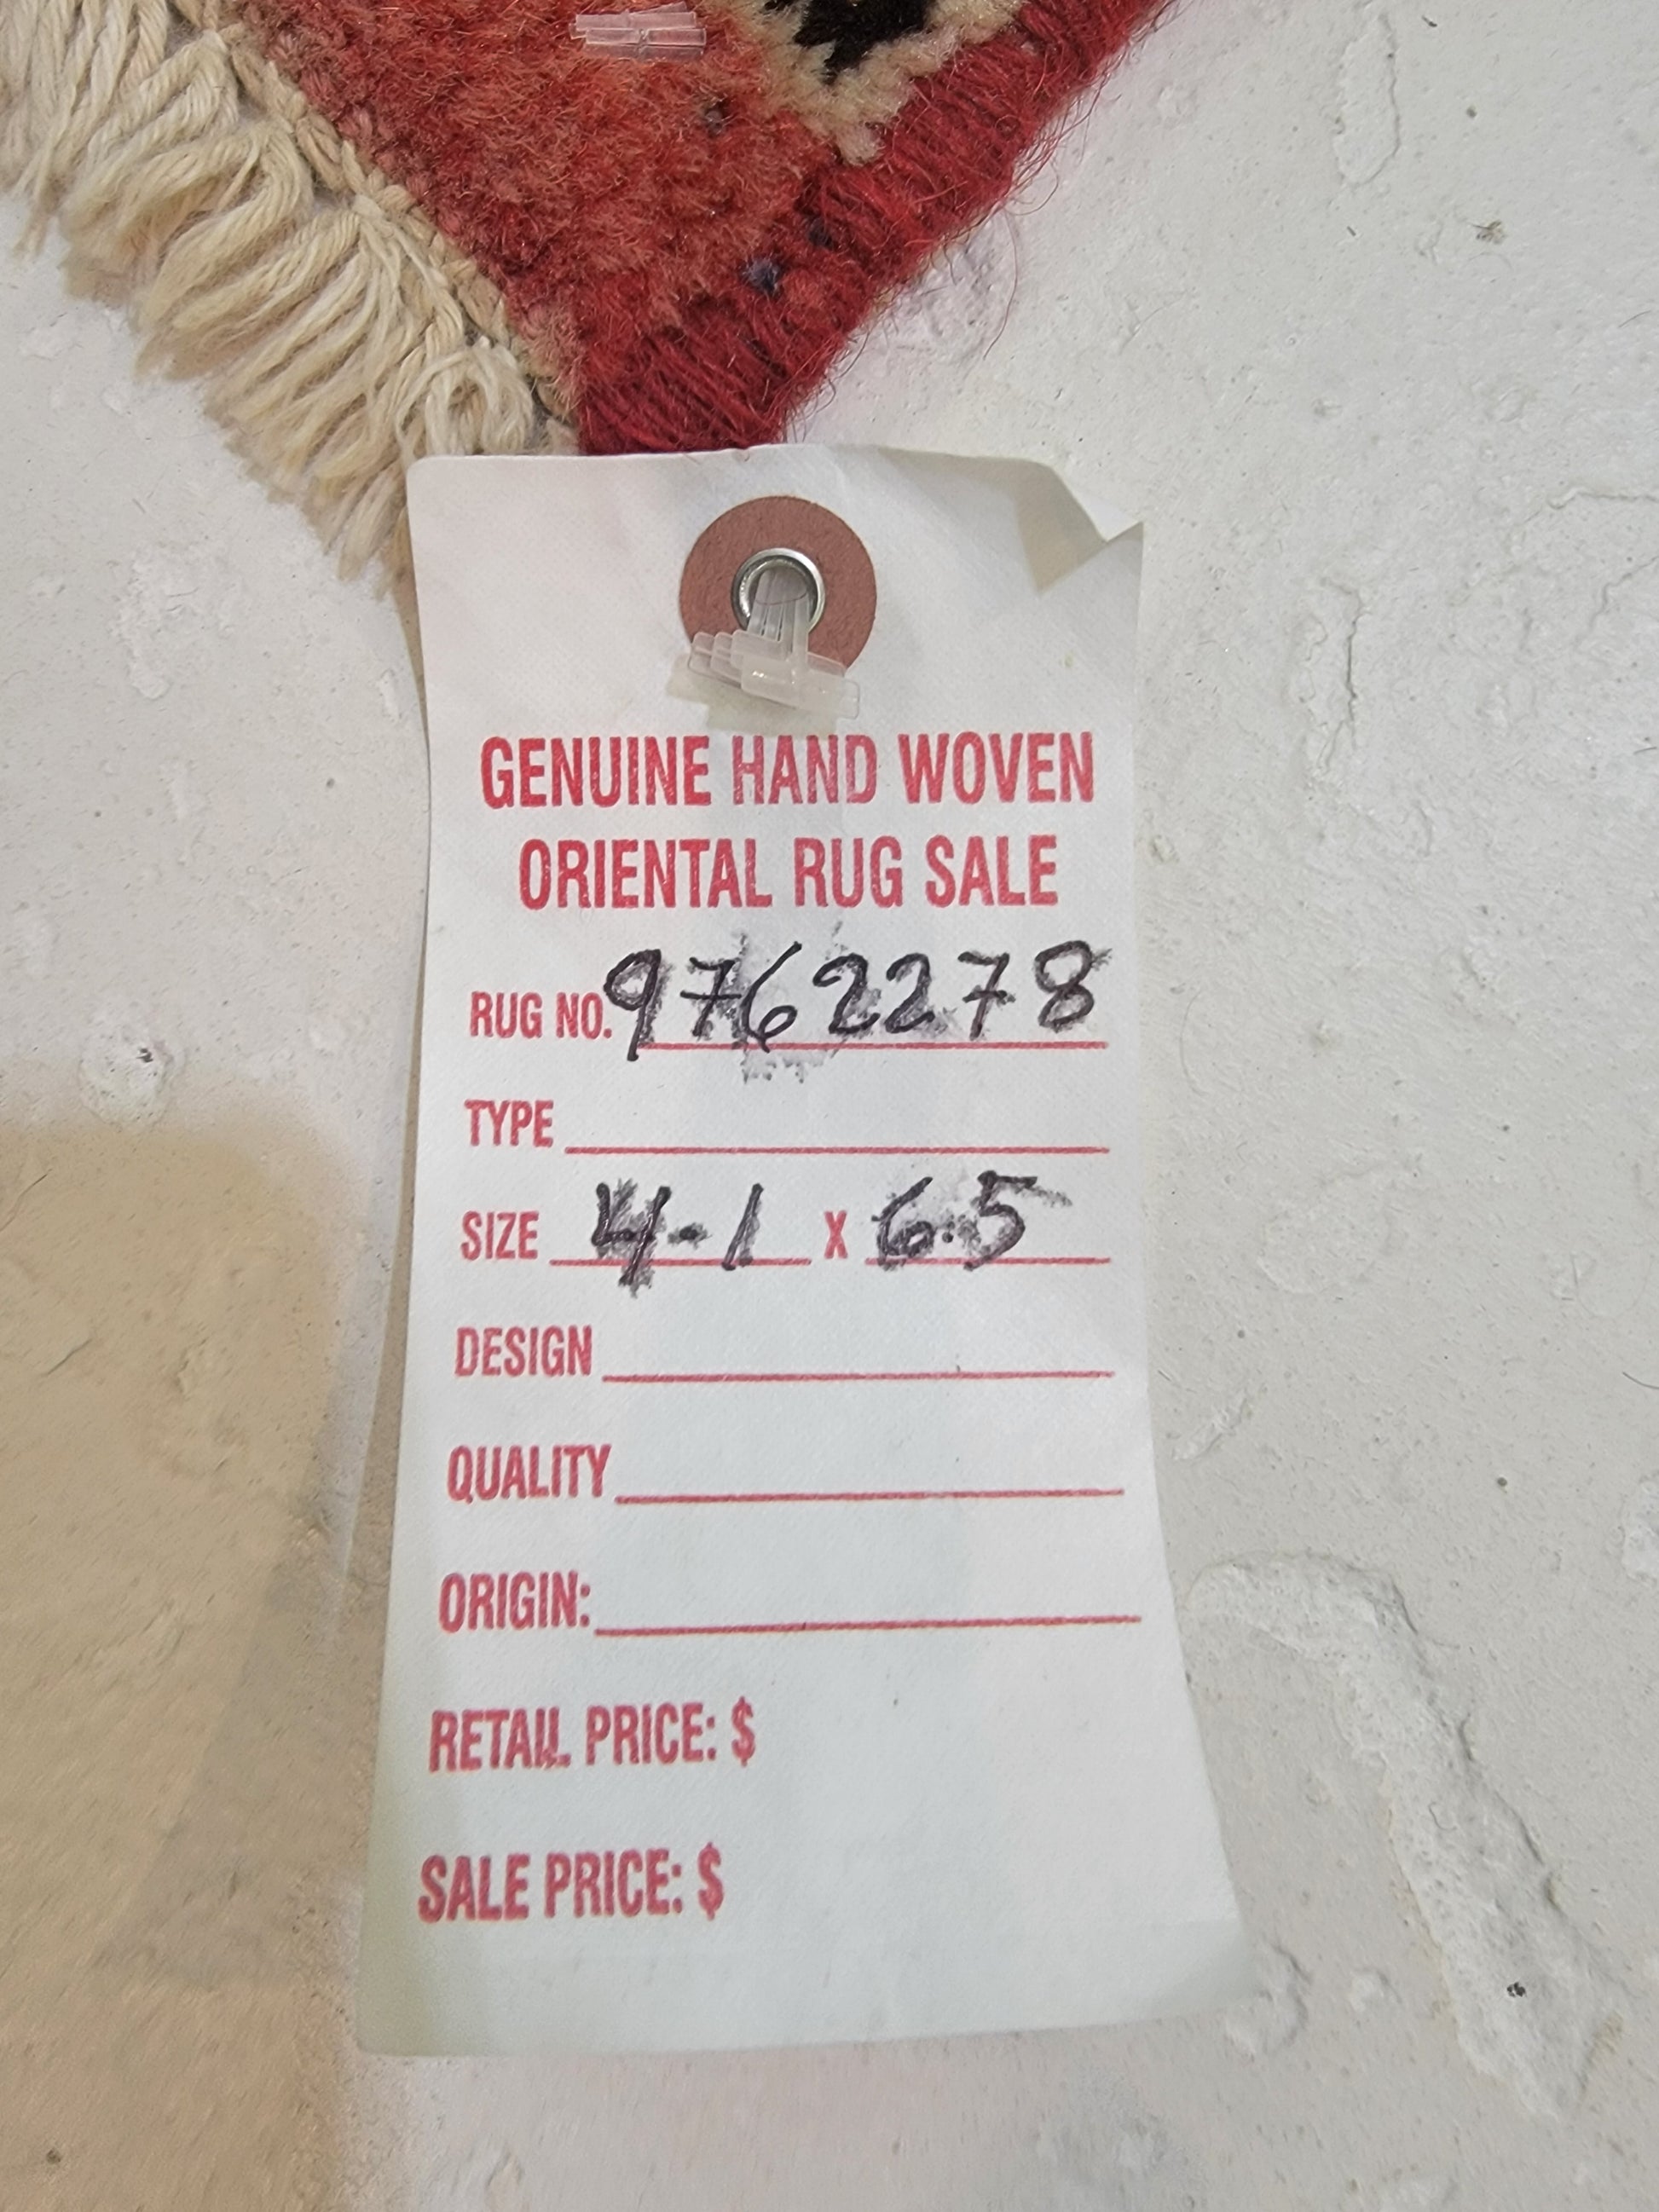 GENUINE HAND WOVEN
ORIENTAL RUG SALE
RUG NO. 9762278
TYPE
SIZE 4-1 X 6.5
DESIGN
QUALITY
ORIGIN:
RETAIL PRICE: $
SALE PRICE: $